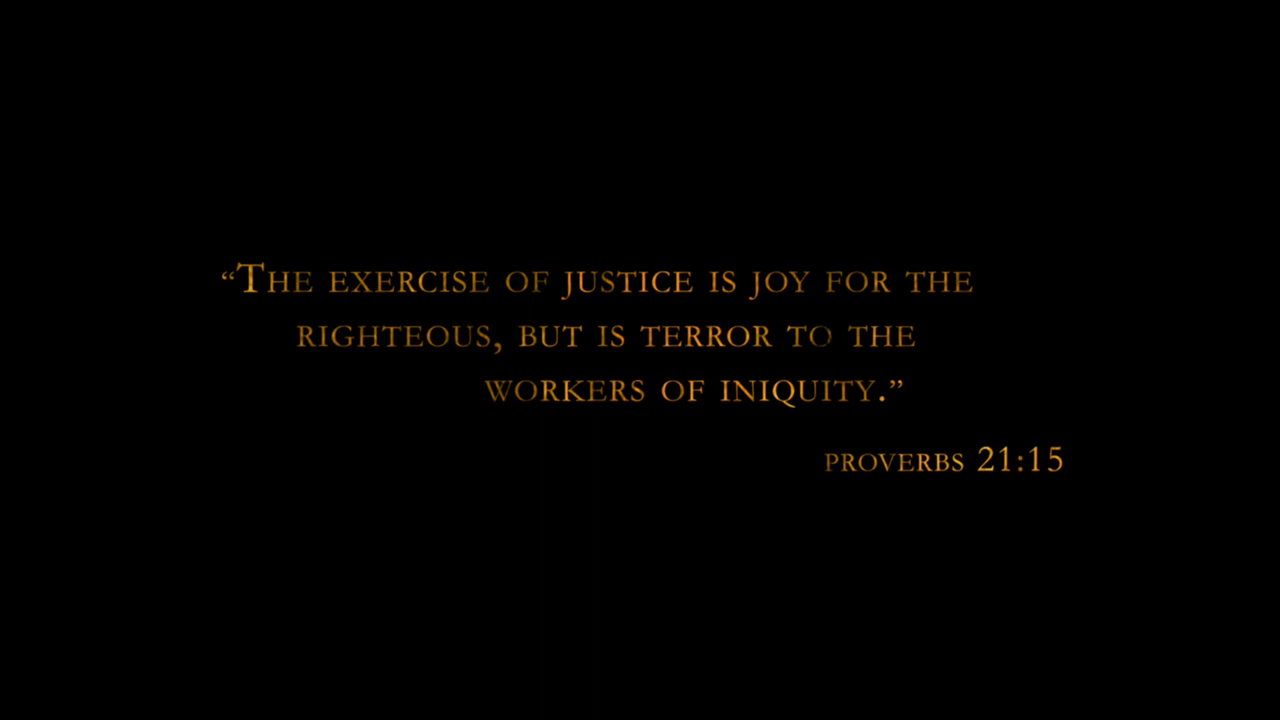 “The exercise of justice is joy for the
righteous, but is terror to the
workers of iniquity.”
proverbs 21:15